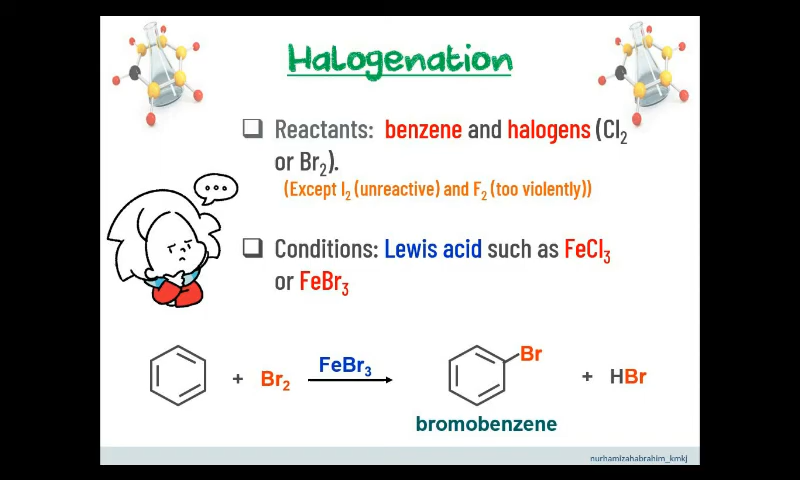 Halogenation
❑ Reactants: benzene and halogens (Cl₂
or Br₂).
(Except I₂ (unreactive) and F₂ (too violently))
❑ Conditions: Lewis acid such as FeCl₃
or FeBr₃
+ Br₂ FeBr₃ Br + HBr
bromobenzene
nurhamizahabrahim_kmkj